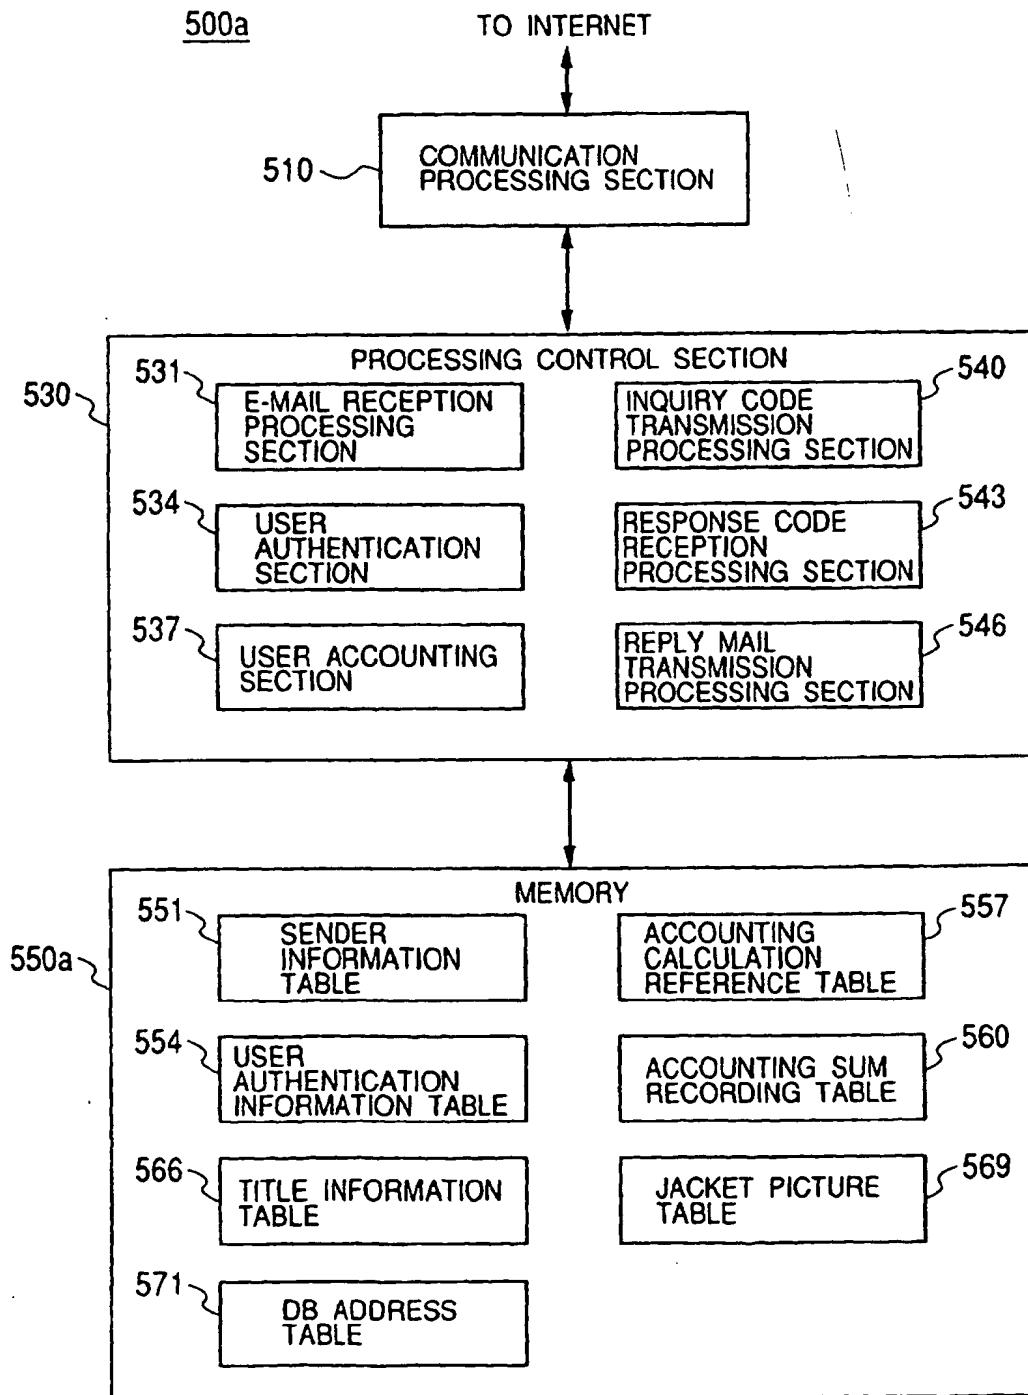 500a
TO INTERNET
510
COMMUNICATION
PROCESSING SECTION
530
PROCESSING CONTROL SECTION
531
E-MAIL RECEPTION
PROCESSING
SECTION
540
INQUIRY CODE
TRANSMISSION
PROCESSING SECTION
534
USER
AUTHENTICATION
SECTION
543
RESPONSE CODE
RECEPTION
PROCESSING SECTION
537
USER ACCOUNTING
SECTION
546
REPLY MAIL
TRANSMISSION
PROCESSING SECTION
550a
MEMORY
551
SENDER
INFORMATION
TABLE
557
ACCOUNTING
CALCULATION
REFERENCE TABLE
554
USER
AUTHENTICATION
INFORMATION TABLE
560
ACCOUNTING SUM
RECORDING TABLE
566
TITLE INFORMATION
TABLE
569
JACKET PICTURE
TABLE
571
DB ADDRESS
TABLE